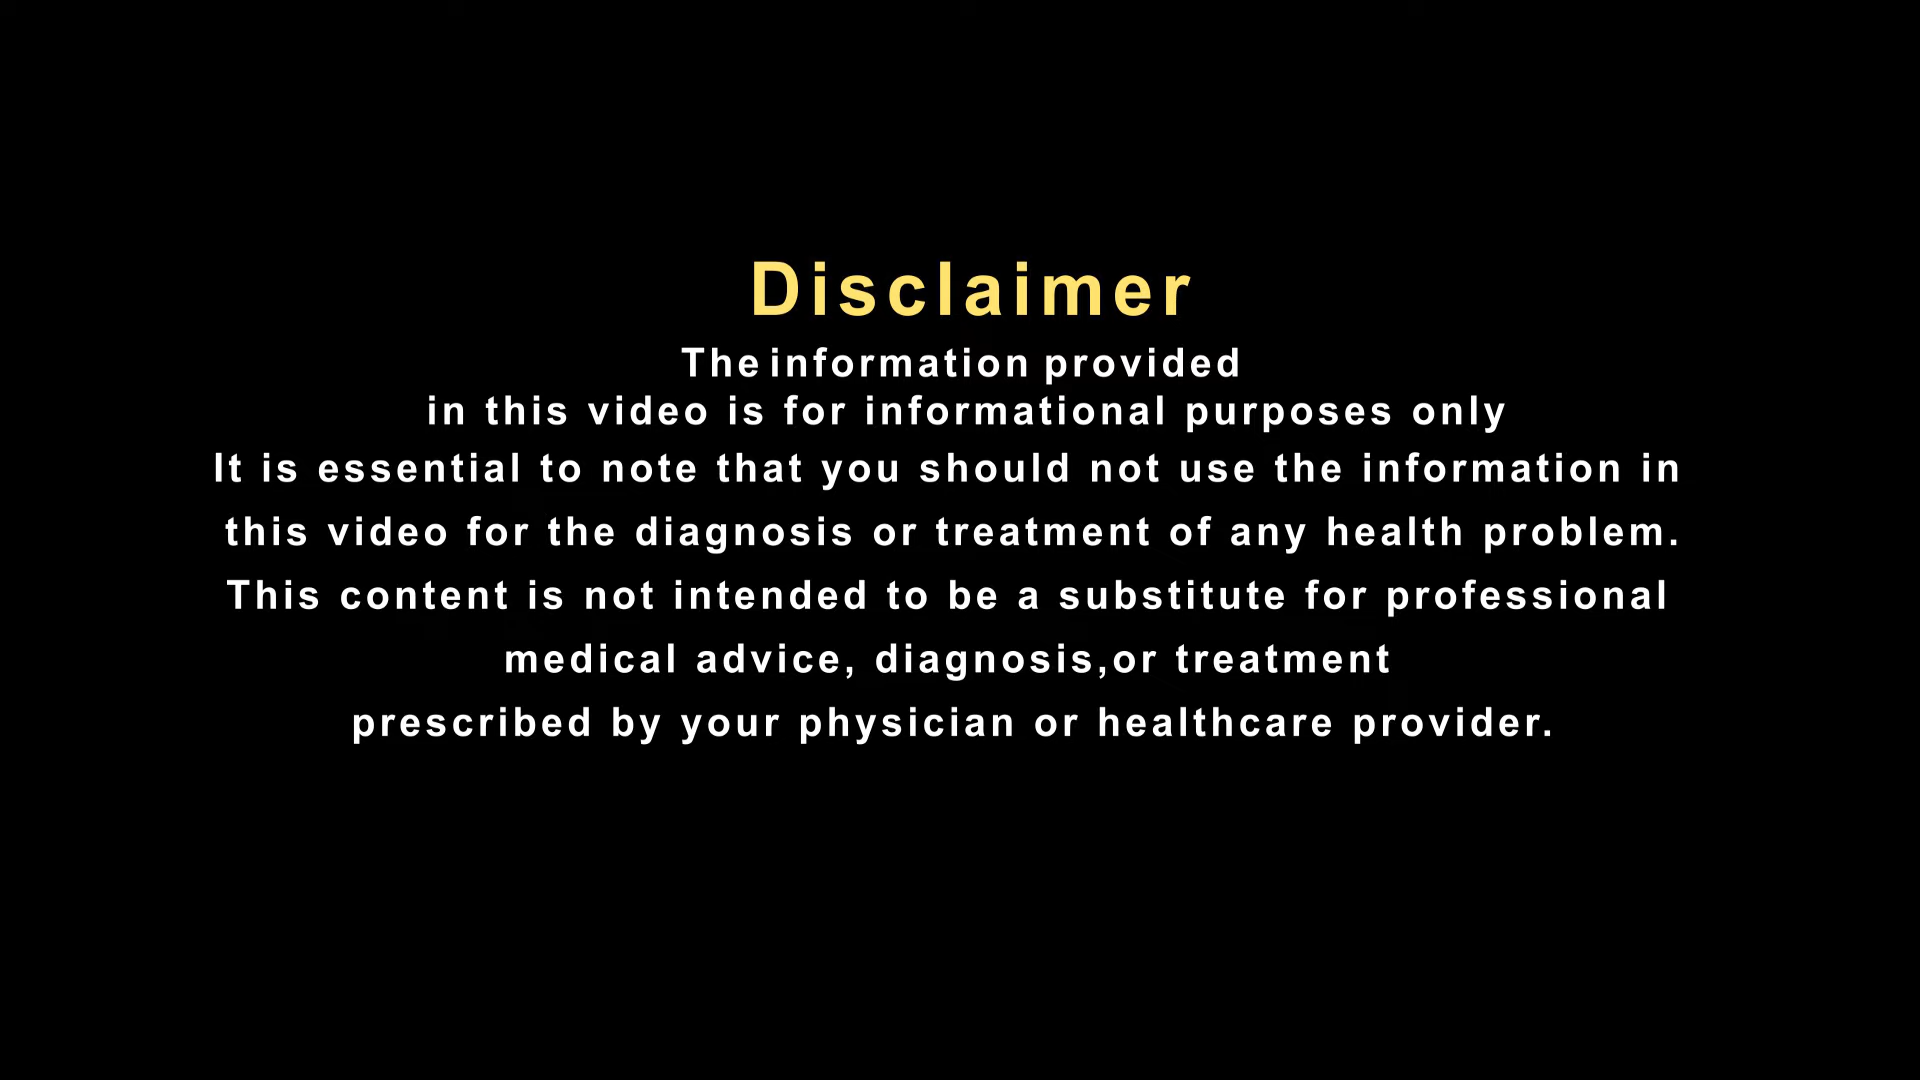 Disclaimer
The information provided
in this video is for informational purposes only
It is essential to note that you should not use the information in
this video for the diagnosis or treatment of any health problem.
This content is not intended to be a substitute for professional
medical advice, diagnosis,or treatment
prescribed by your physician or healthcare provider.